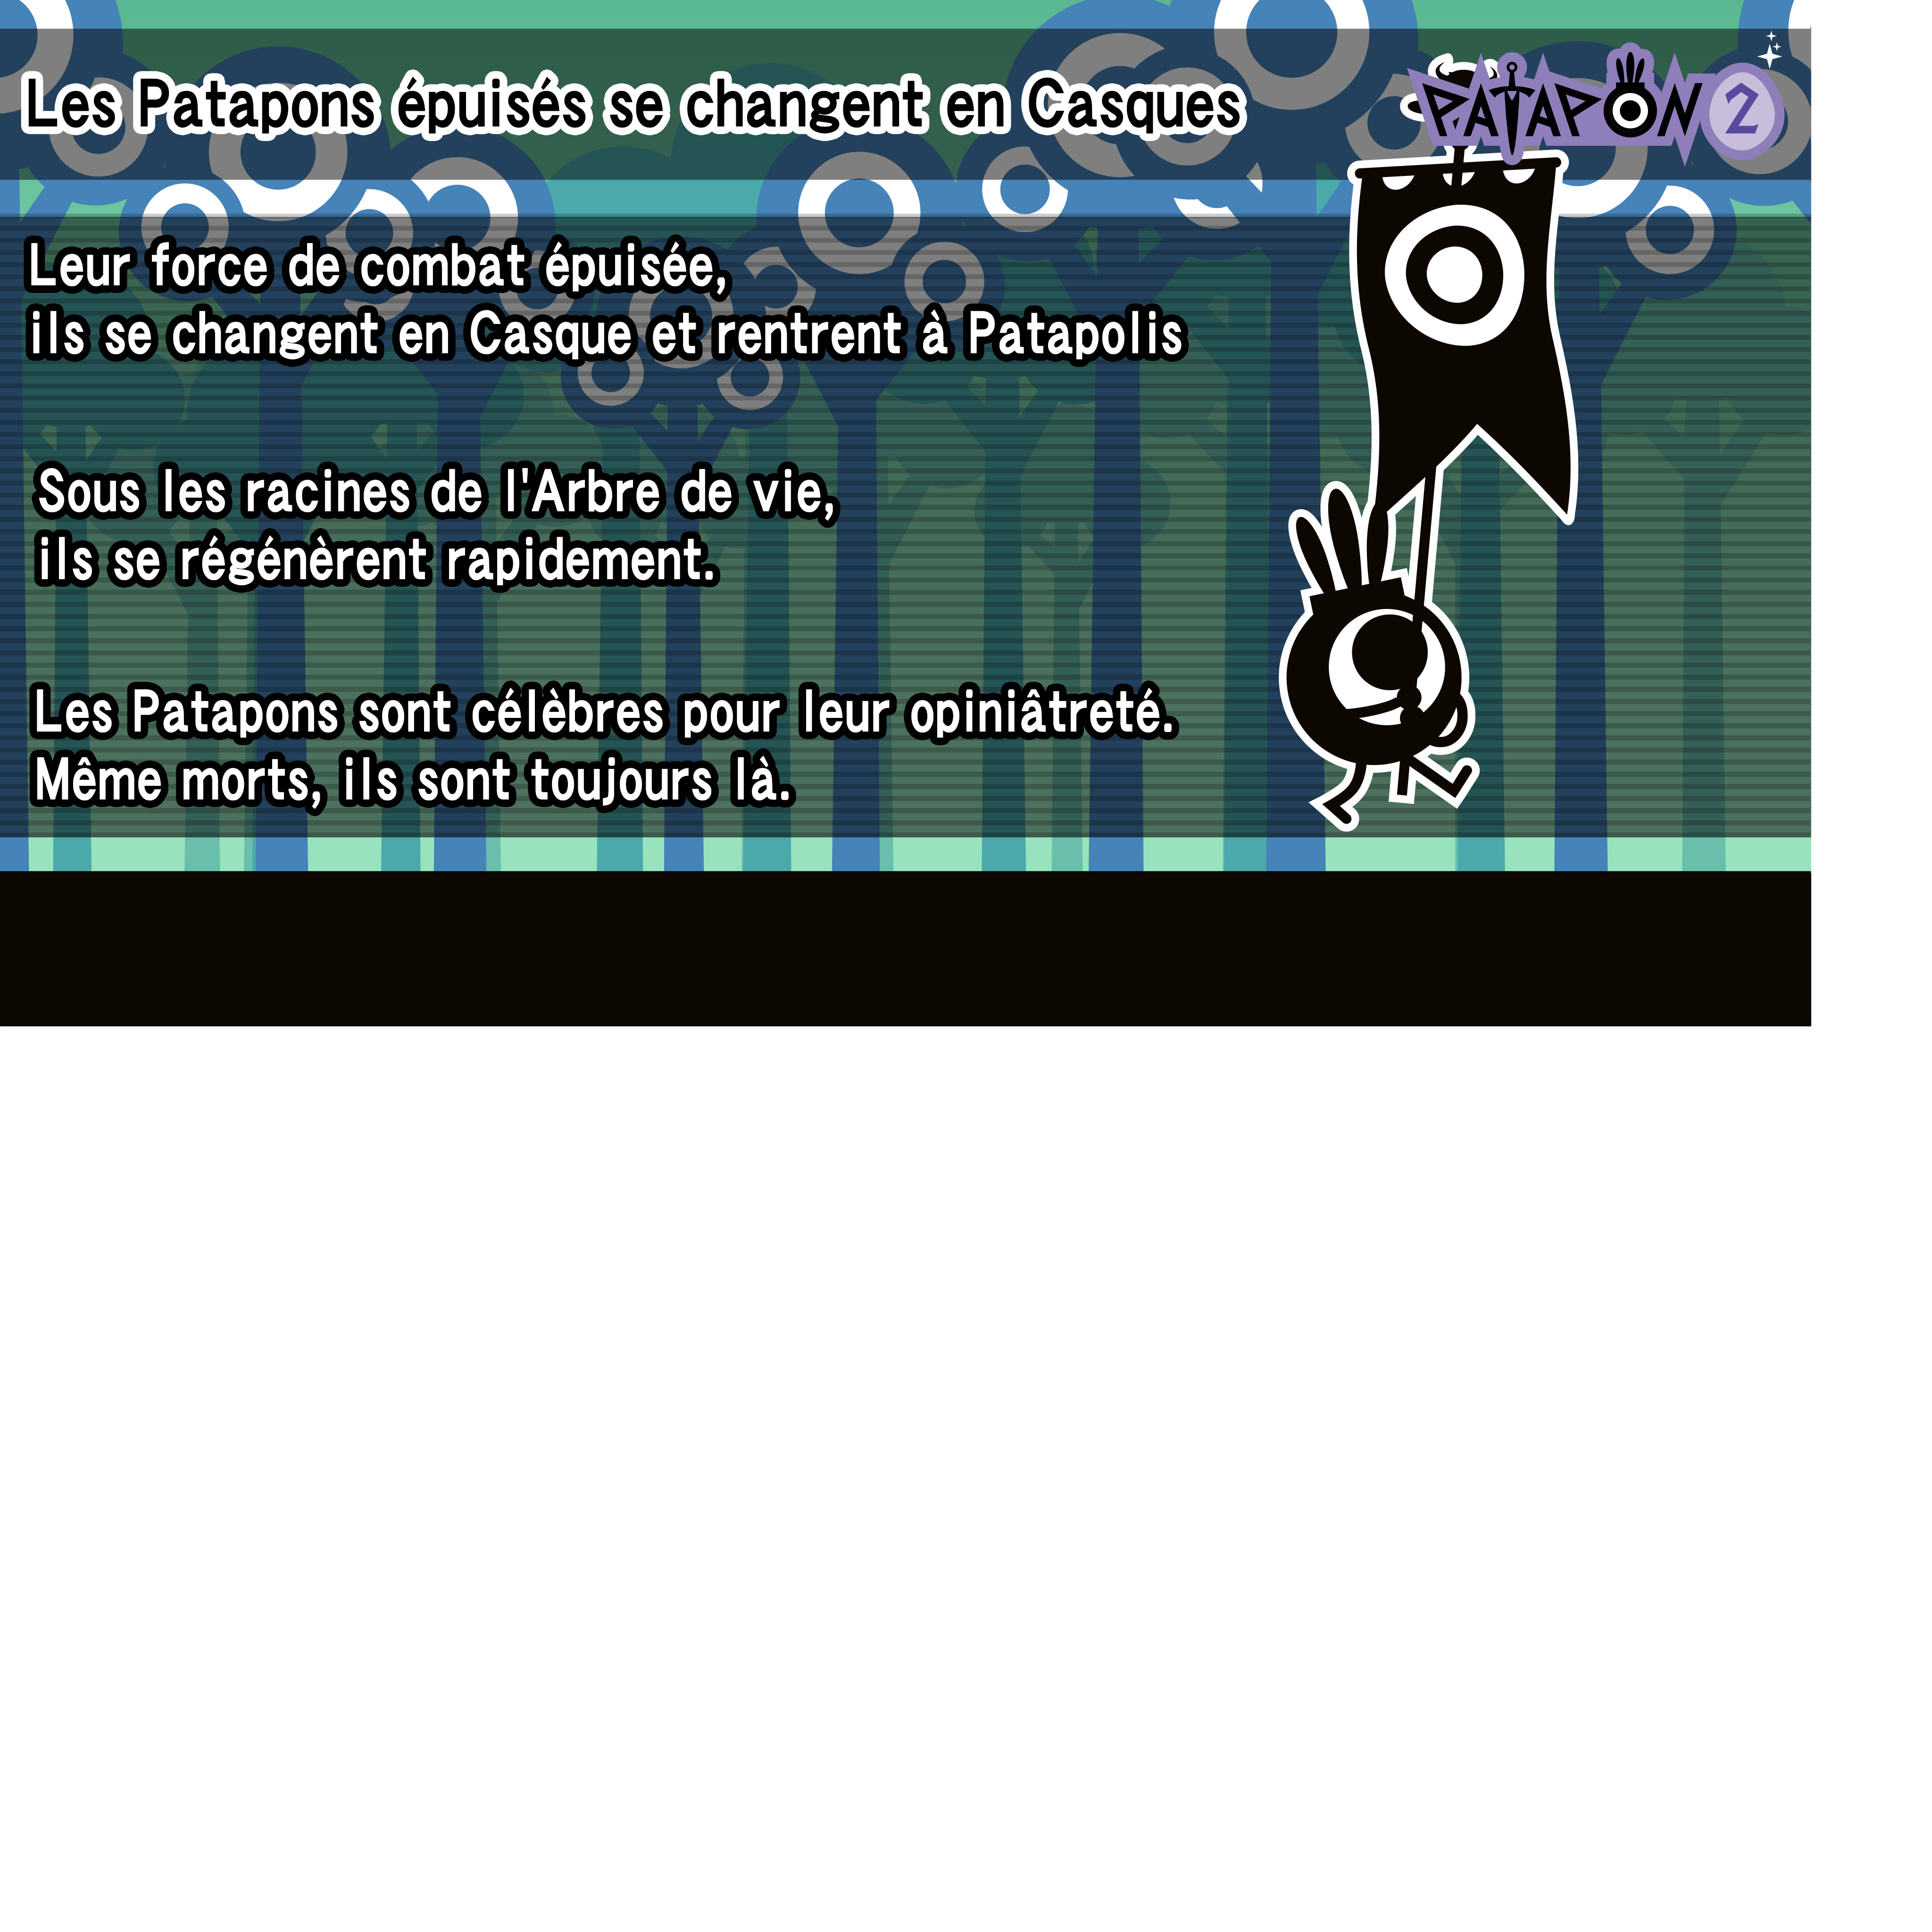 Les Patapons épuisés se changent en Casques
PATAPON 2
Leur force de combat épuisée,
ils se changent en Casque et rentrent à Patapolis
Sous les racines de l'Arbre de vie,
ils se régénèrent rapidement.
Les Patapons sont célèbres pour leur opiniâtreté.
Même morts, ils sont toujours là.